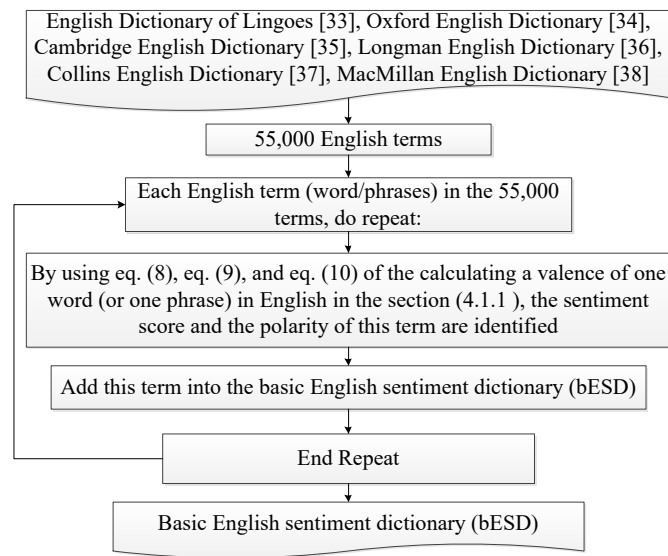 English Dictionary of Lingoes [33], Oxford English Dictionary [34],
Cambridge English Dictionary [35], Longman English Dictionary [36],
Collins English Dictionary [37], MacMillan English Dictionary [38]
55,000 English terms
Each English term (word/phrases) in the 55,000
terms, do repeat:
By using eq. (8), eq. (9), and eq. (10) of the calculating a valence of one
word (or one phrase) in English in the section (4.1.1 ), the sentiment
score and the polarity of this term are identified
Add this term into the basic English sentiment dictionary (bESD)
End Repeat
Basic English sentiment dictionary (bESD)